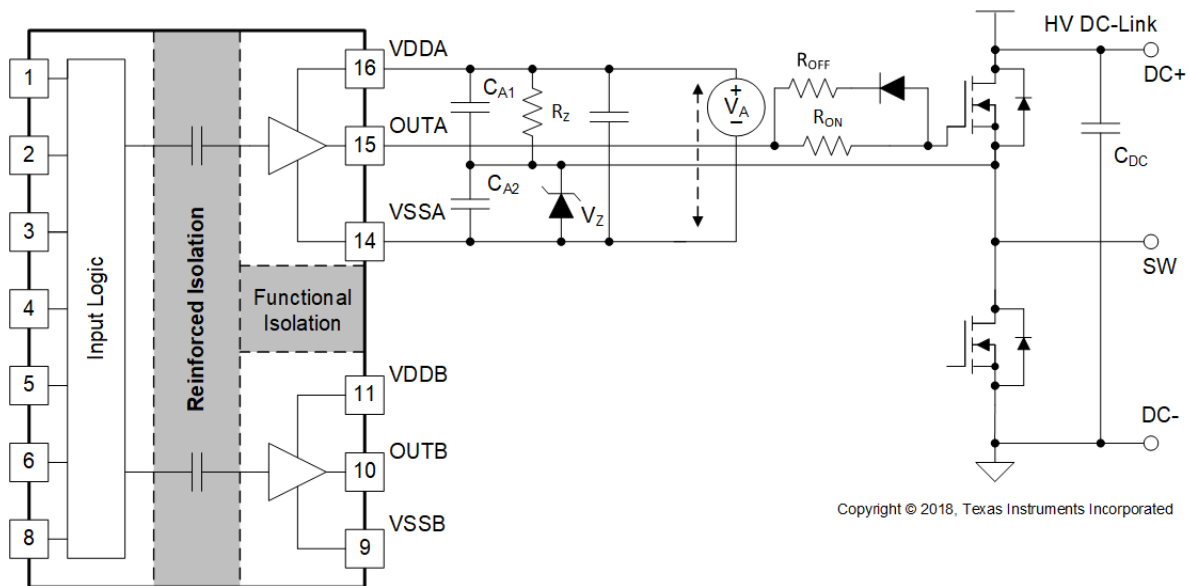 1
2
3
4
5
6
8
Input Logic
Reinforced Isolation
Functional
Isolation
16
15
14
11
10
9
VDDA
OUTA
VSSA
VDDB
OUTB
VSSB
CA1
RZ
CA2
VZ
+
VA
−
ROFF
RON
HV DC-Link
DC+
CDC
SW
DC-
Copyright © 2018, Texas Instruments Incorporated